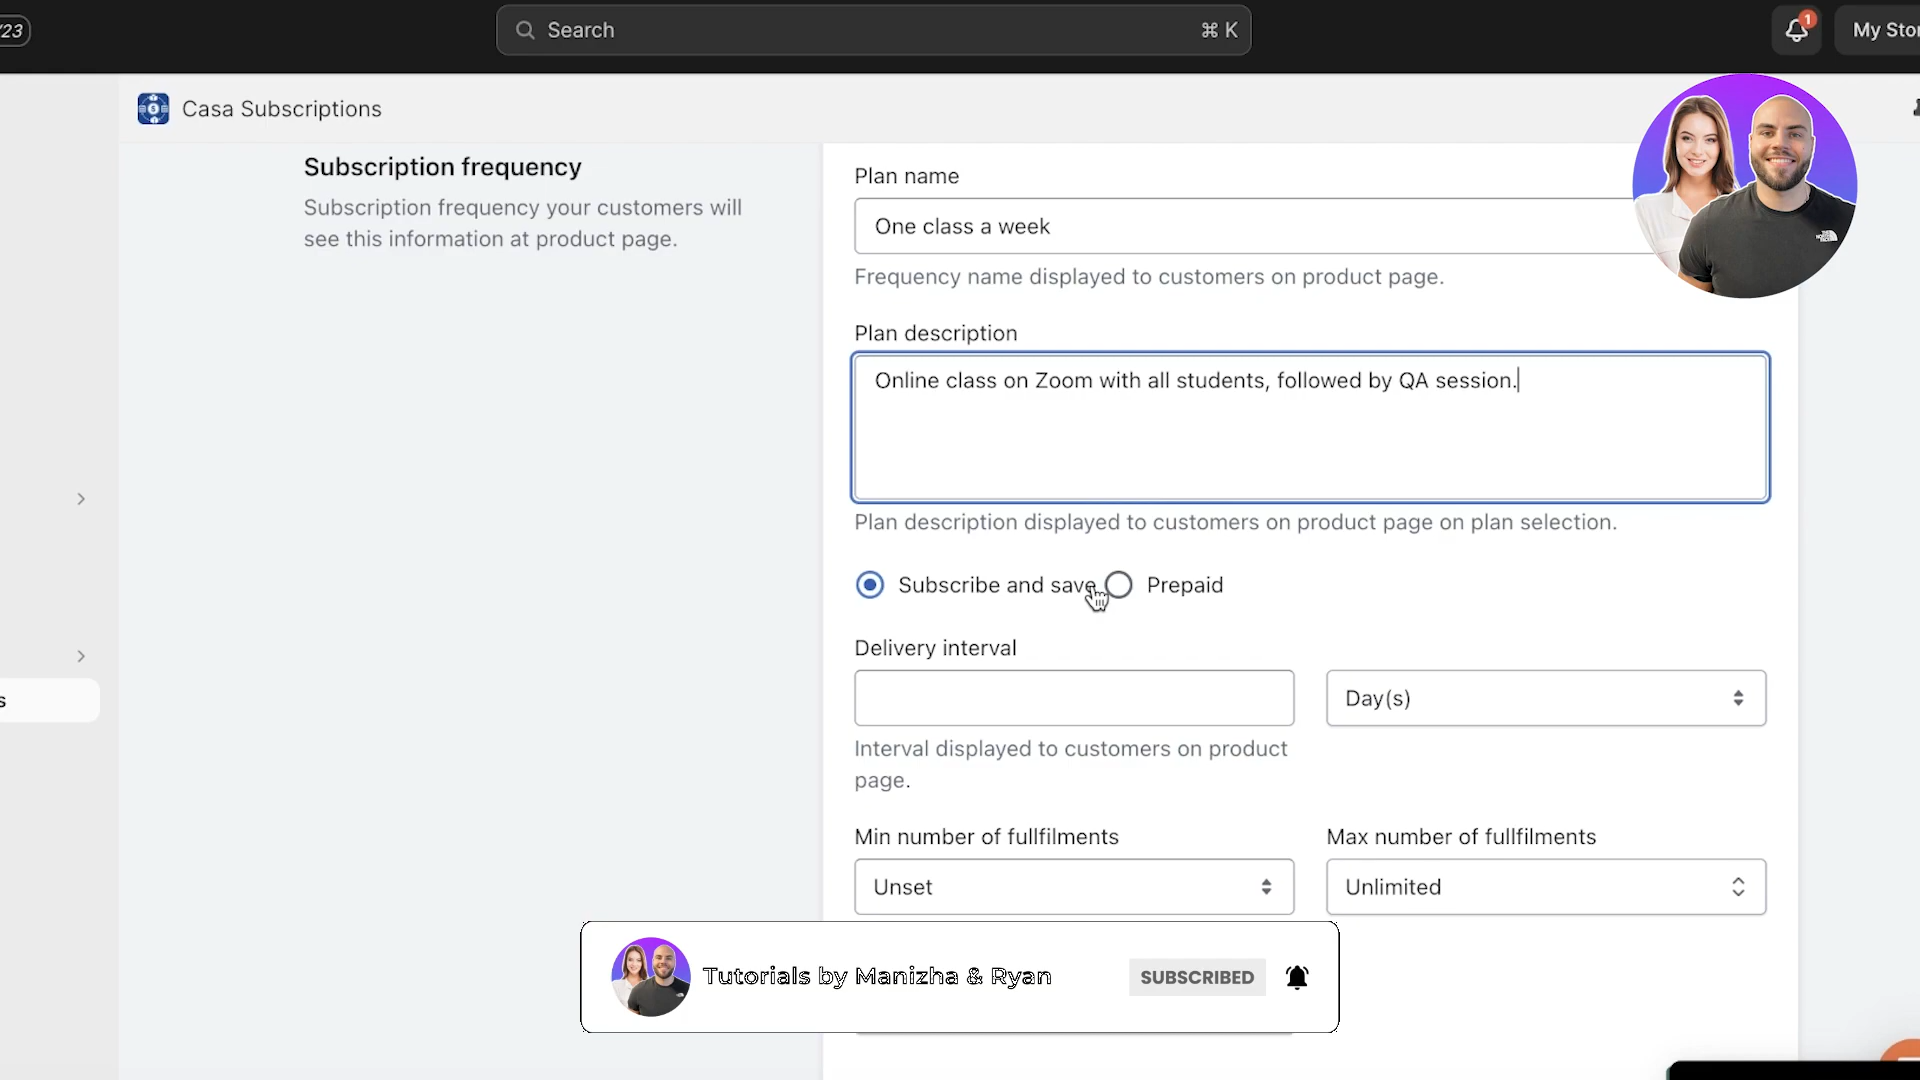 /23
Search
⌘ K
1
My Stor
Casa Subscriptions
Subscription frequency
Subscription frequency your customers will
see this information at product page.
Plan name
One class a week
Frequency name displayed to customers on product page.
Plan description
Online class on Zoom with all students, followed by QA session.
Plan description displayed to customers on product page on plan selection.
Subscribe and save
Prepaid
Delivery interval
Day(s)
Interval displayed to customers on product
page.
Min number of fullfilments
Max number of fullfilments
Unset
Unlimited
s
Tutorials by Manizha & Ryan
SUBSCRIBED